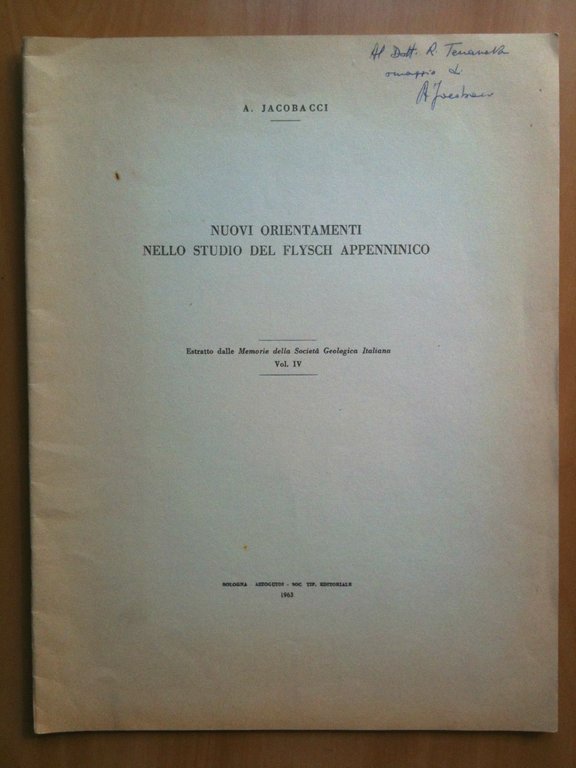 Al Dott. R.
omaggio di
A Jacobacci
A. JACOBACCI
NUOVI ORIENTAMENTI
NELLO STUDIO DEL FLYSCH APPENNINICO
Estratto dalle Memorie della Società Geologica Italiana
Vol. IV
BOLOGNA AZZOGUIDI - SOC. TIP. EDITORIALE
1963